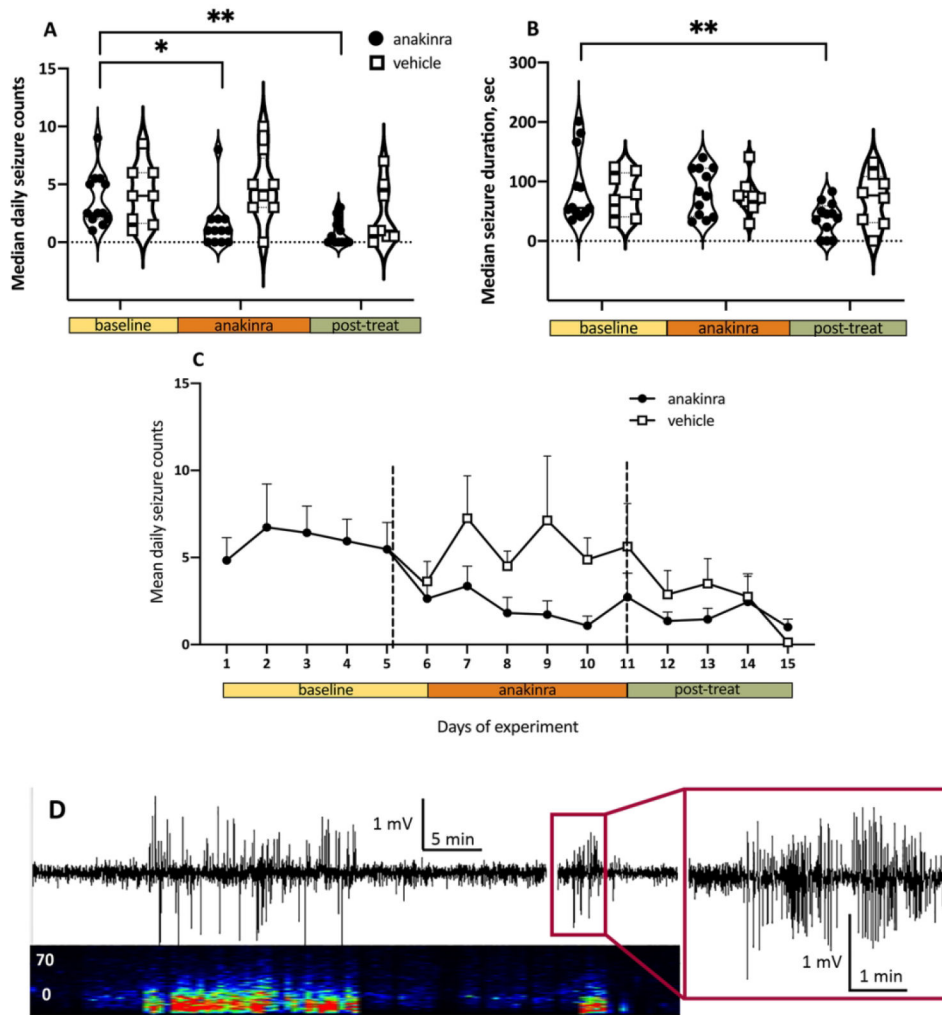 A
**
*
anakinra
vehicle
Median daily seizure counts
15
10
5
0
baseline
anakinra
post-treat
B
**
Median seizure duration, sec
300
200
100
0
baseline
anakinra
post-treat
C
Mean daily seizure counts
15
10
5
0
anakinra
vehicle
1 2 3 4 5 6 7 8 9 10 11 12 13 14 15
baseline
anakinra
post-treat
Days of experiment
D
1 mV
5 min
70
0
1 mV
1 min